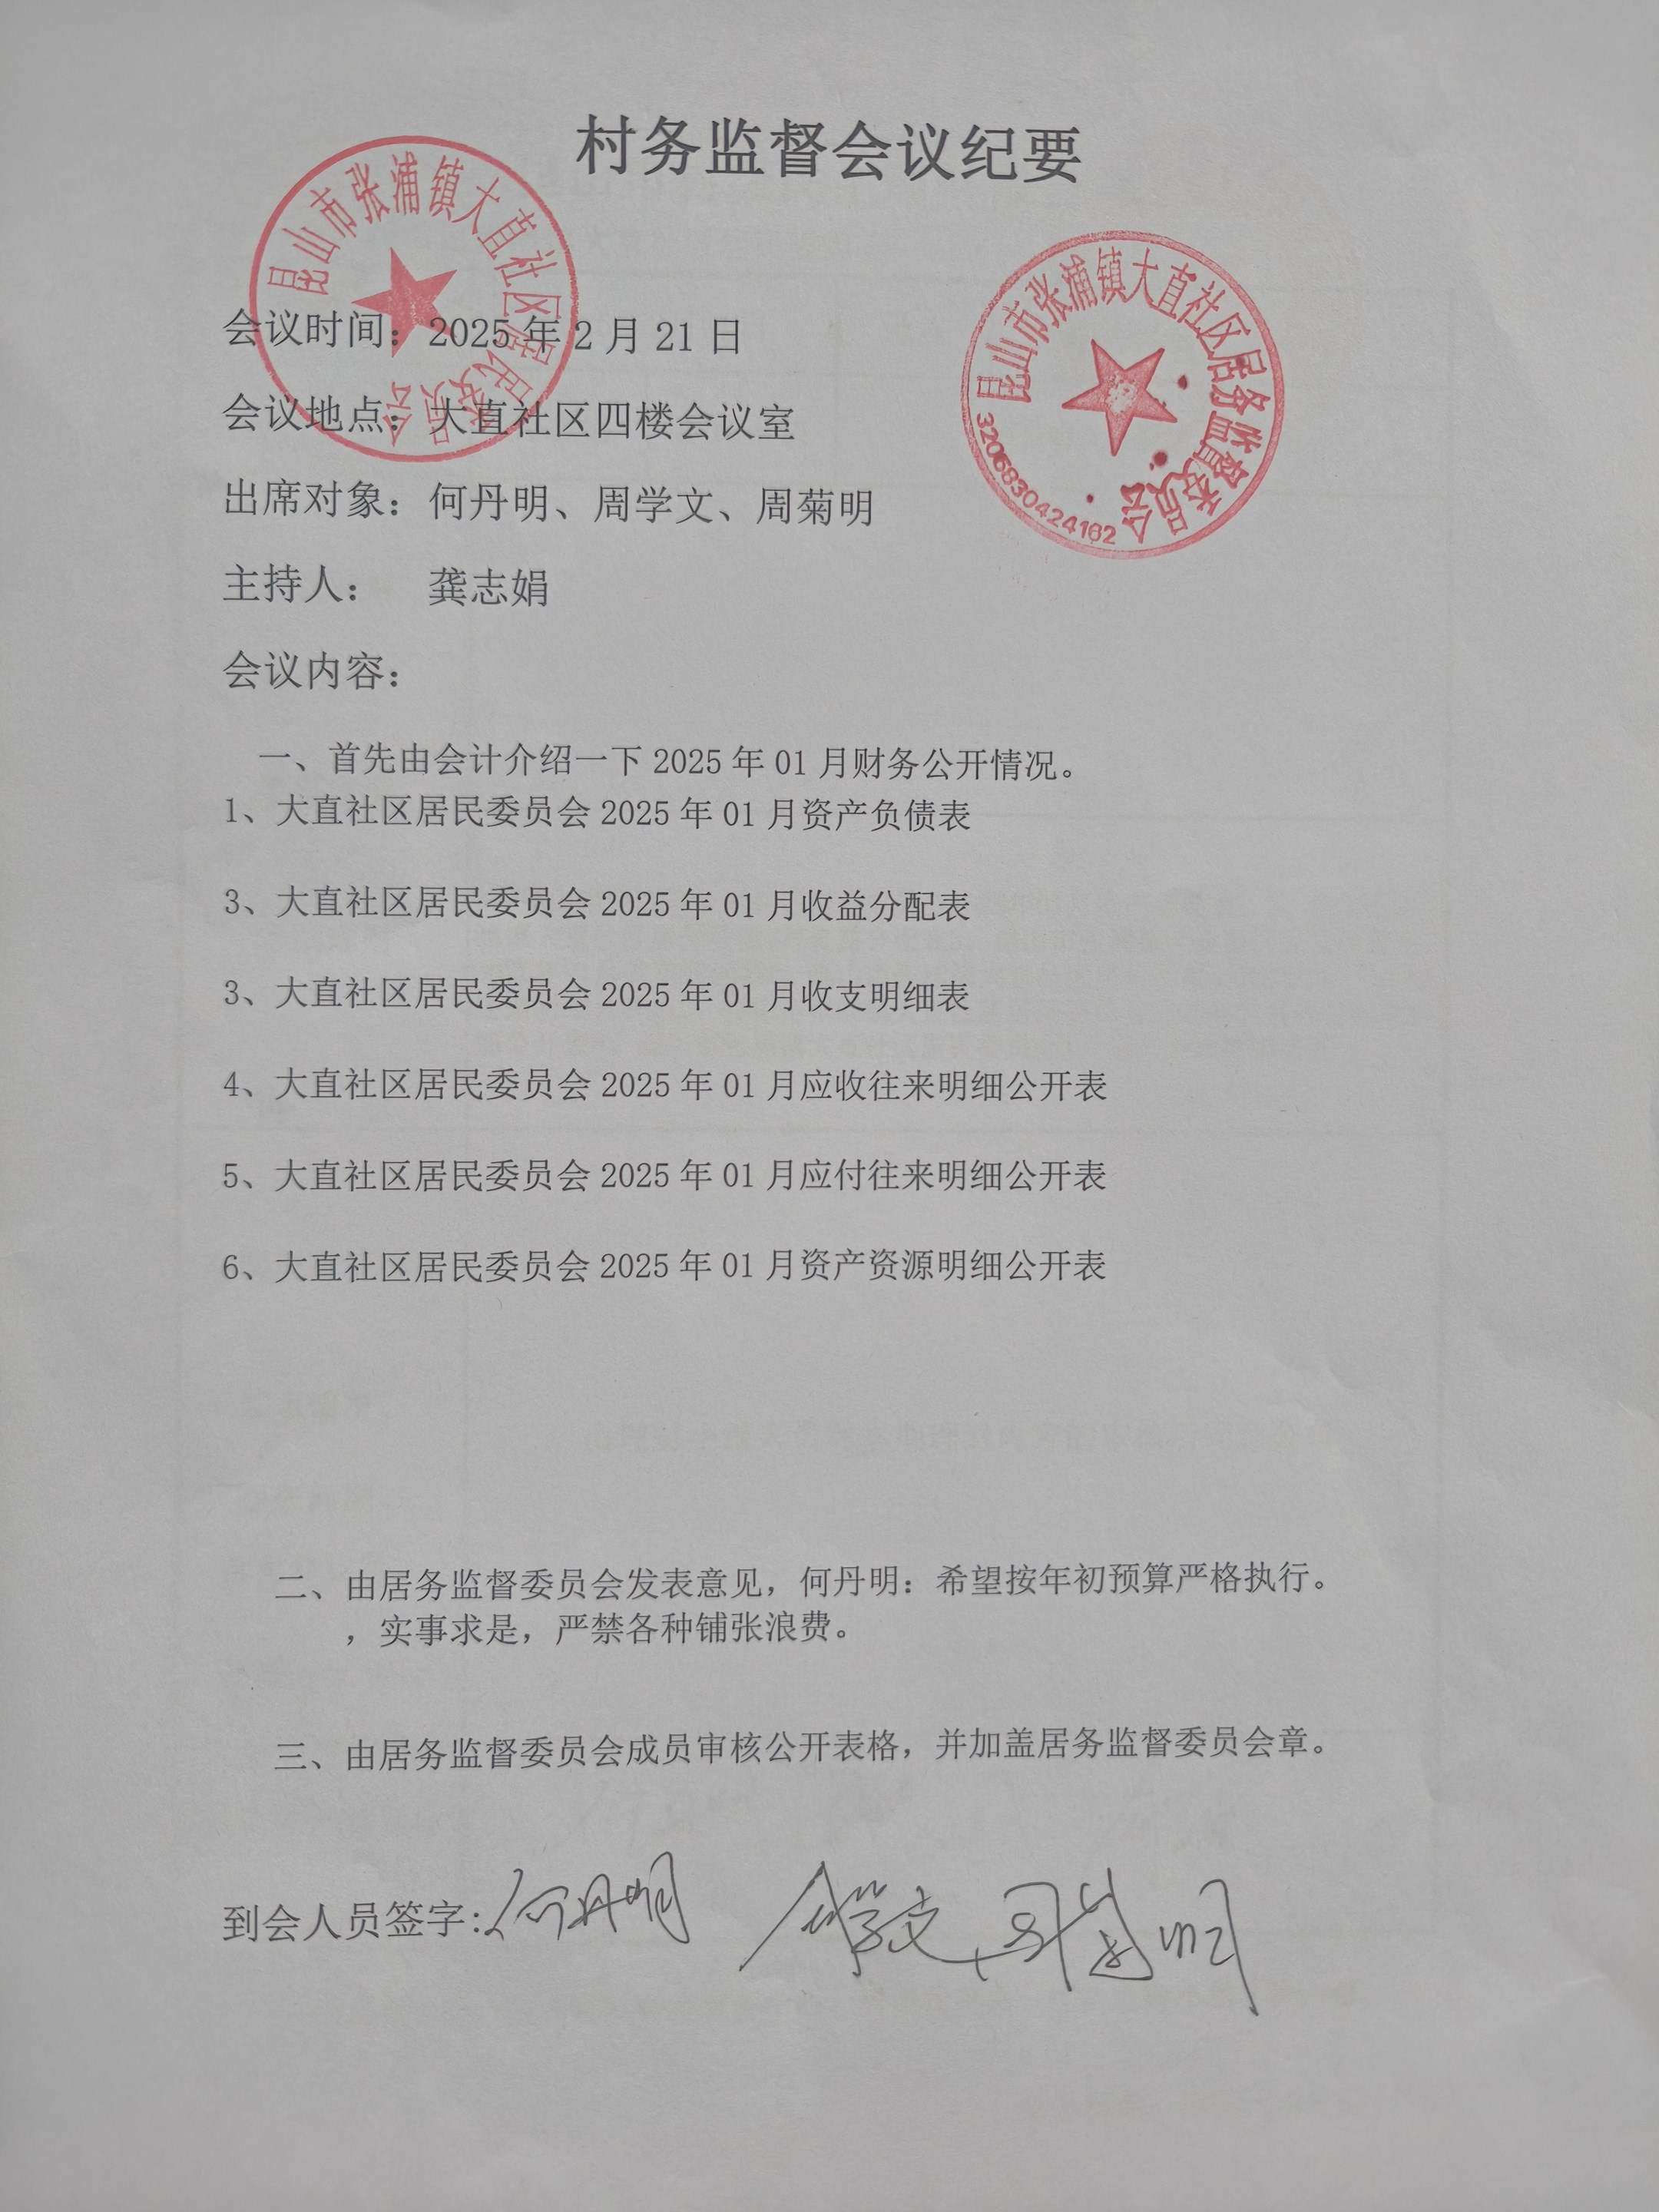 村务监督会议纪要
昆山市张浦镇大直社区居民委员会
昆山市张浦镇大直社区居务监督委员会
3205830424162
会议时间：2025年2月21日
会议地点：大直社区四楼会议室
出席对象：何丹明、周学文、周菊明
主持人： 龚志娟
会议内容：
一、首先由会计介绍一下2025年01月财务公开情况。
1、大直社区居民委员会2025年01月资产负债表
3、大直社区居民委员会2025年01月收益分配表
3、大直社区居民委员会2025年01月收支明细表
4、大直社区居民委员会2025年01月应收往来明细公开表
5、大直社区居民委员会2025年01月应付往来明细公开表
6、大直社区居民委员会2025年01月资产资源明细公开表
二、由居务监督委员会发表意见，何丹明：希望按年初预算严格执行。
，实事求是，严禁各种铺张浪费。
三、由居务监督委员会成员审核公开表格，并加盖居务监督委员会章。
到会人员签字：何丹明 周学文 周菊明